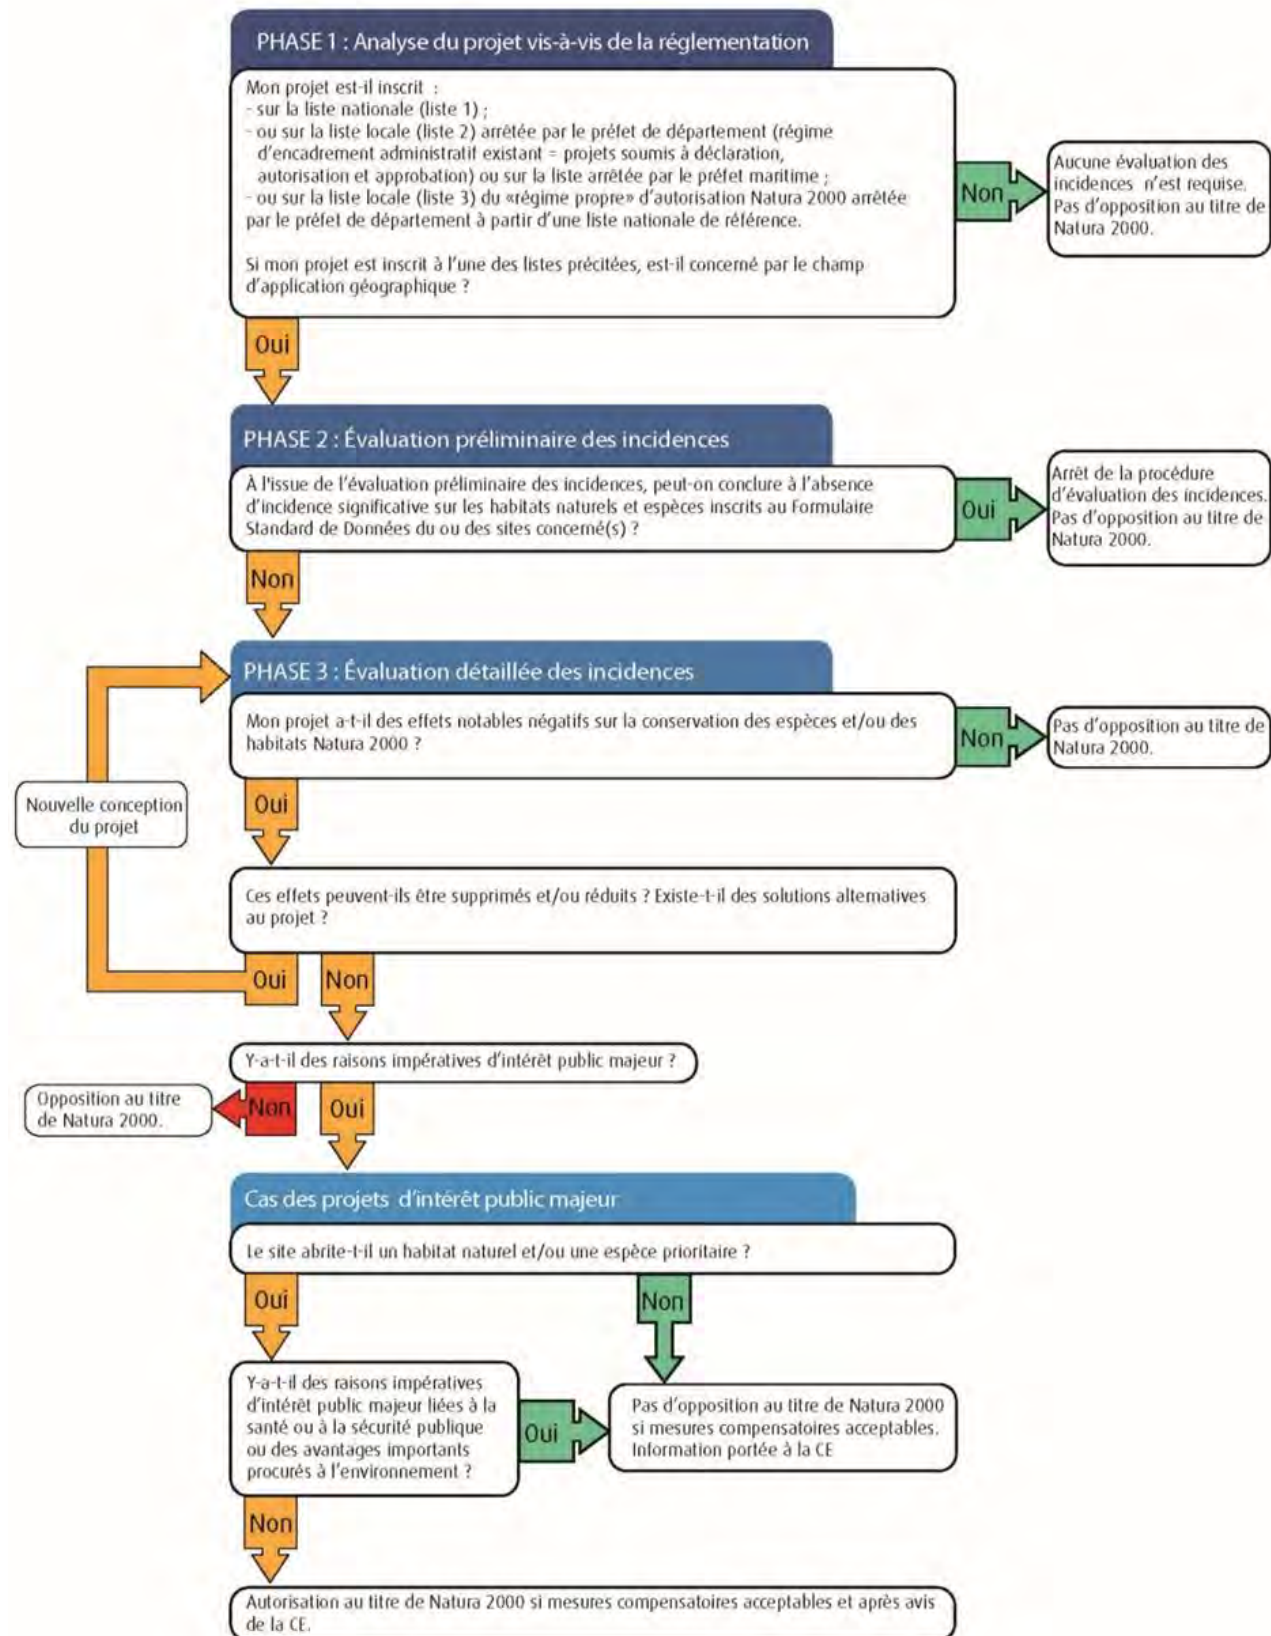 PHASE 1 : Analyse du projet vis-à-vis de la réglementation
Mon projet est-il inscrit :
- sur la liste nationale (liste 1) ;
- ou sur la liste locale (liste 2) arrêtée par le préfet de département (régime
d'encadrement administratif existant = projets soumis à déclaration,
autorisation et approbation) ou sur la liste arrêtée par le préfet maritime ;
- ou sur la liste locale (liste 3) du «régime propre» d'autorisation Natura 2000 arrêtée
par le préfet de département à partir d'une liste nationale de référence.
Si mon projet est inscrit à l'une des listes précitées, est-il concerné par le champ
d'application géographique ?
Non
Aucune évaluation des
incidences n'est requise.
Pas d'opposition au titre de
Natura 2000.
Oui
PHASE 2 : Évaluation préliminaire des incidences
À l'issue de l'évaluation préliminaire des incidences, peut-on conclure à l'absence
d'incidence significative sur les habitats naturels et espèces inscrits au Formulaire
Standard de Données du ou des sites concerné(s) ?
Oui
Arrêt de la procédure
d'évaluation des incidences.
Pas d'opposition au titre de
Natura 2000.
Non
PHASE 3 : Évaluation détaillée des incidences
Mon projet a-t-il des effets notables négatifs sur la conservation des espèces et/ou des
habitats Natura 2000 ?
Non
Pas d'opposition au titre de
Natura 2000.
Oui
Nouvelle conception
du projet
Ces effets peuvent-ils être supprimés et/ou réduits ? Existe-t-il des solutions alternatives
au projet ?
Oui
Non
Y-a-t-il des raisons impératives d'intérêt public majeur ?
Opposition au titre
de Natura 2000.
Non
Oui
Cas des projets d'intérêt public majeur
Le site abrite-t-il un habitat naturel et/ou une espèce prioritaire ?
Oui
Non
Y-a-t-il des raisons impératives
d'intérêt public majeur liées à la
santé ou à la sécurité publique
ou des avantages importants
procurés à l'environnement ?
Oui
Pas d'opposition au titre de Natura 2000
si mesures compensatoires acceptables.
Information portée à la CE
Non
Autorisation au titre de Natura 2000 si mesures compensatoires acceptables et après avis
de la CE.